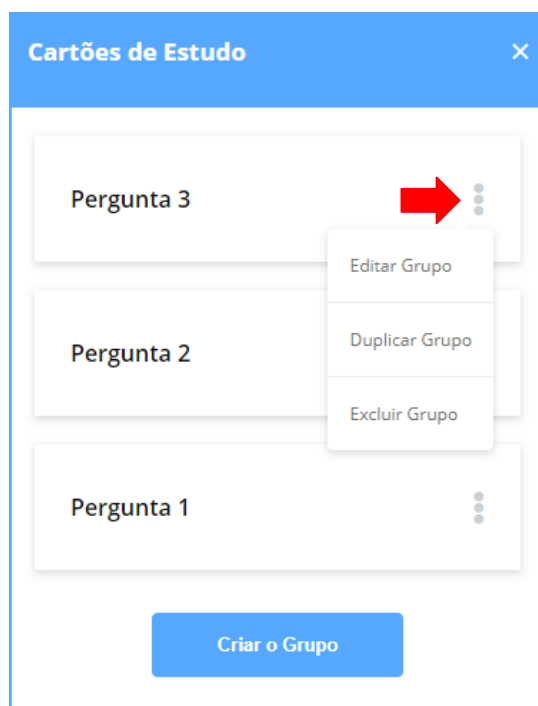 Cartões de Estudo
Pergunta 3
Editar Grupo
Duplicar Grupo
Pergunta 2
Excluir Grupo
Pergunta 1
Criar o Grupo